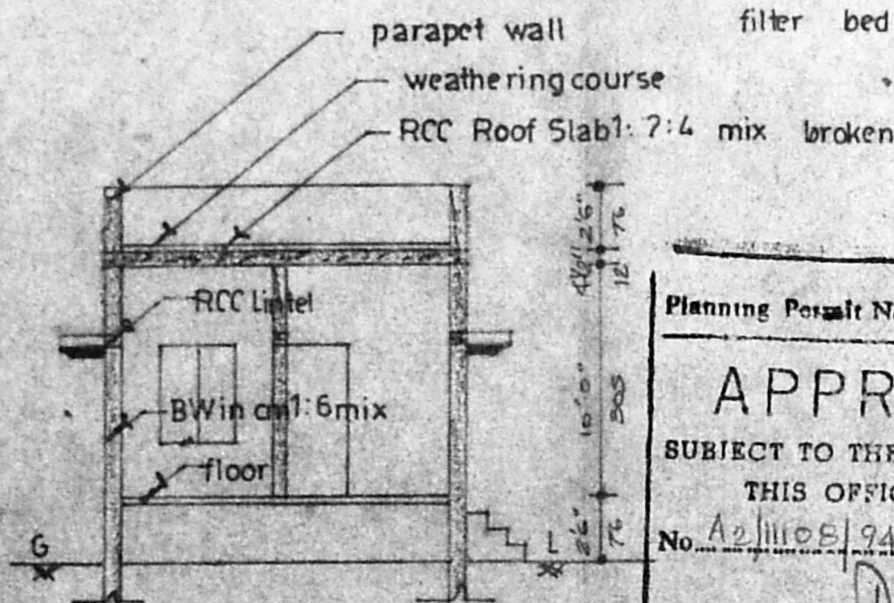 parapet wall
weathering course
RCC Roof Slab 1:2:4 mix broken
filter bed
RCC Lintel
BW in cm 1:6 mix
floor
G
L
2'6" 76
4½" 12
10'0" 305
2'6" 76
Planning Permit N
APPR
SUBJECT TO THE
THIS OFFIC
No. A2/11108/94